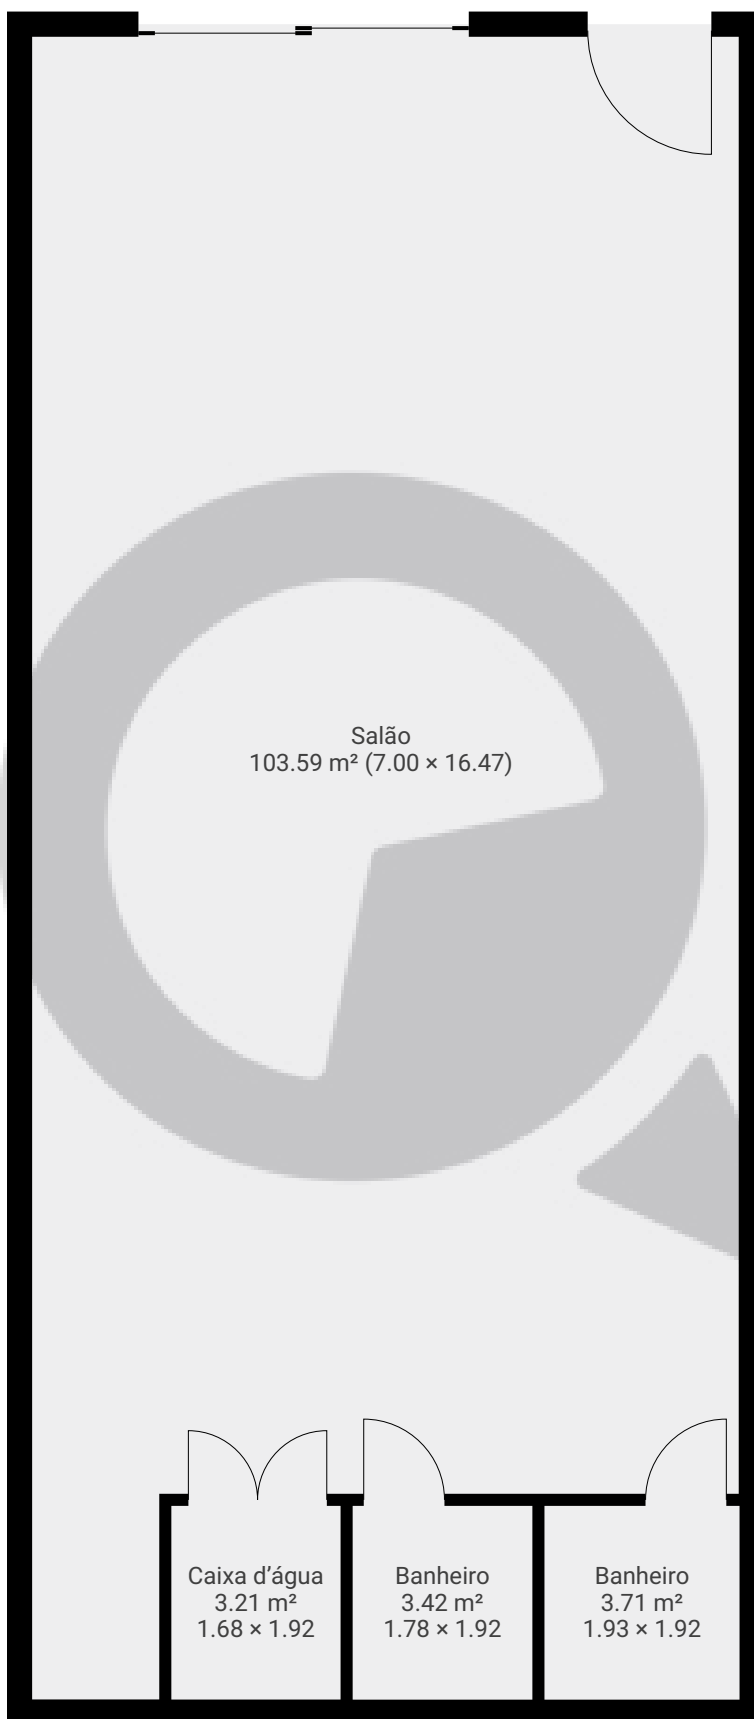 Salão
103.59 m² (7.00 × 16.47)
Caixa d’água
3.21 m²
1.68 × 1.92
Banheiro
3.42 m²
1.78 × 1.92
Banheiro
3.71 m²
1.93 × 1.92